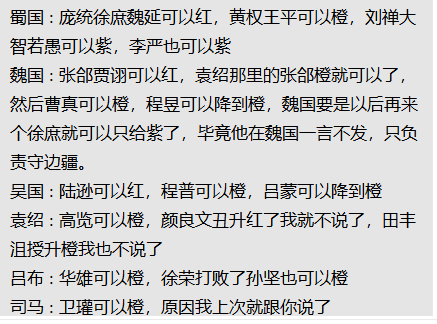 蜀国：庞统徐庶魏延可以红，黄权王平可以橙，刘禅大
智若愚可以紫，李严也可以紫
魏国：张郃贾诩可以红，袁绍那里的张郃橙就可以了，
然后曹真可以橙，程昱可以降到橙，魏国要是以后再来
个徐庶就可以只给紫了，毕竟他在魏国一言不发，只负
责守边疆。
吴国：陆逊可以红，程普可以橙，吕蒙可以降到橙
袁绍：高览可以橙，颜良文丑升红了我就不说了，田丰
沮授升橙我也不说了
吕布：华雄可以橙，徐荣打败了孙坚也可以橙
司马：卫瓘可以橙，原因我上次就跟你说了